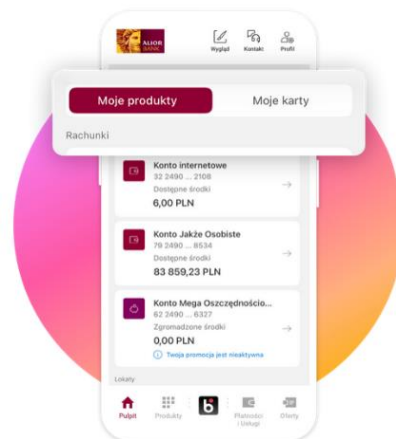 ALIOR
BANK
Wygląd
Kontakt
Profil
Moje produkty
Moje karty
Rachunki
Konto internetowe
32 2490 ... 2108
Dostępne środki
6,00 PLN
Konto Jakże Osobiste
79 2490 ... 8534
Dostępne środki
83 859,23 PLN
Konto Mega Oszczędnościo...
62 2490 ... 6327
Zgromadzone środki
0,00 PLN
Twoja promocja jest nieaktywna
Lokaty
Pulpit
Produkty
Płatności
i Usługi
Oferty